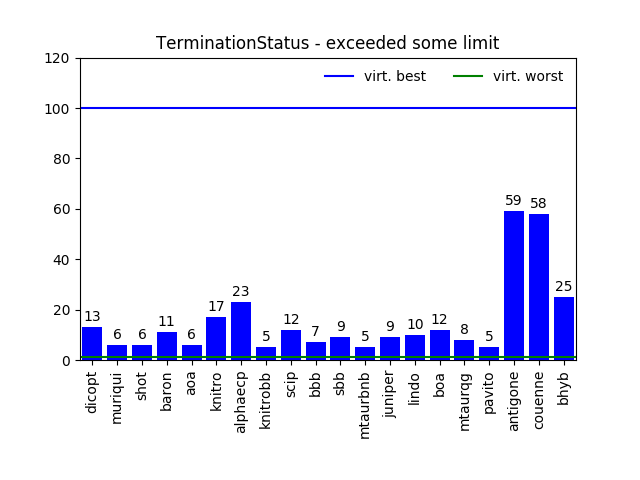 TerminationStatus - exceeded some limit
120
100
80
60
40
20
0
virt. best
virt. worst
13
6
6
11
6
17
23
5
12
7
9
5
9
10
12
8
5
59
58
25
dicopt
muriqui
shot
baron
aoa
knitro
alphaecp
knitrobb
scip
bbb
sbb
mtaurbnb
juniper
lindo
boa
mtaurqg
pavito
antigone
couenne
bhyb